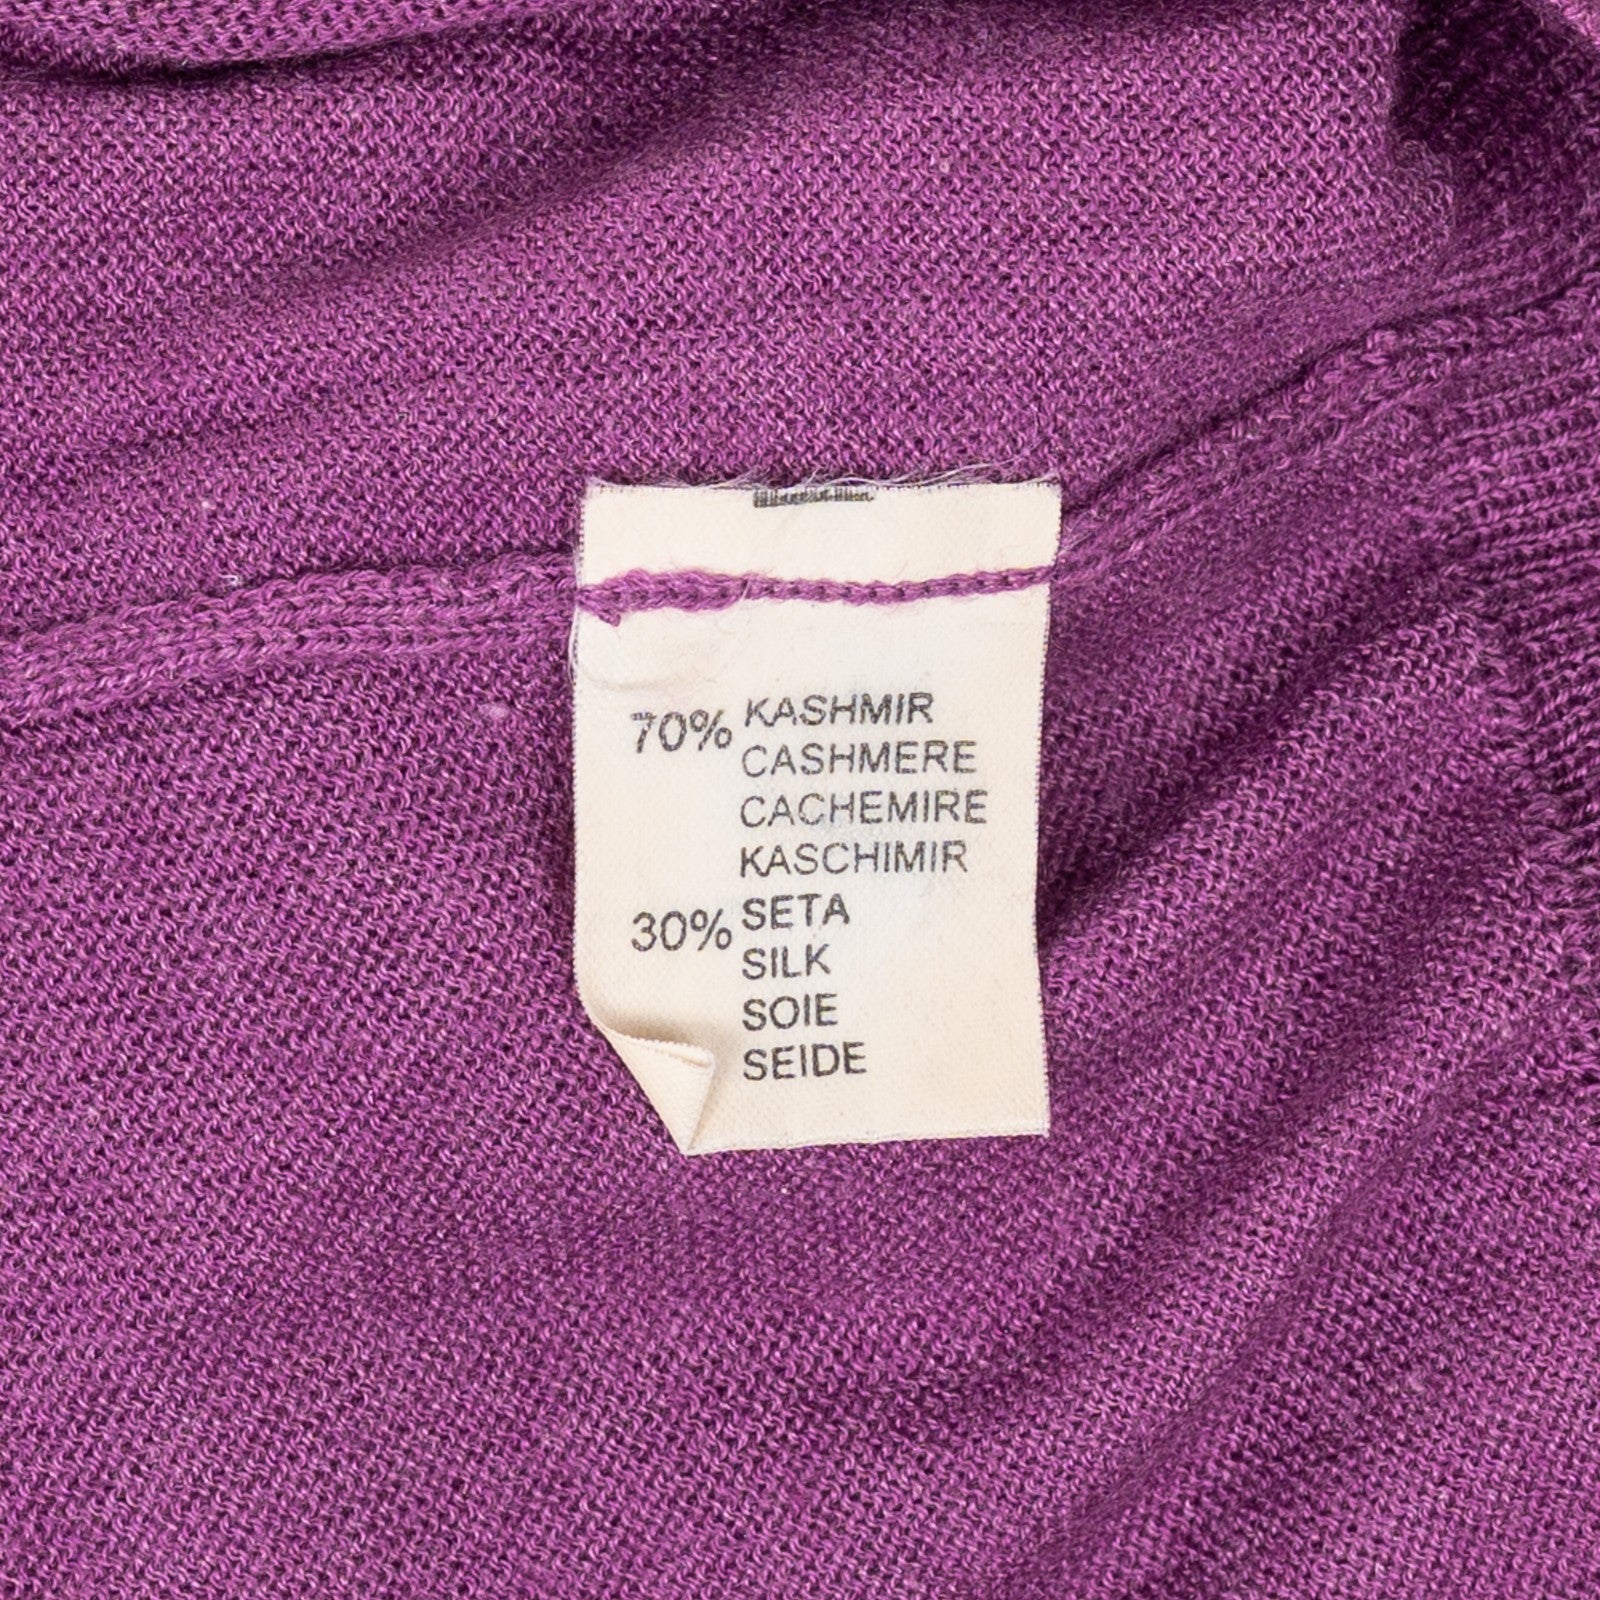 70% KASHMIR
CASHMERE
CACHEMIRE
KASCHIMIR
30% SETA
SILK
SOIE
SEIDE